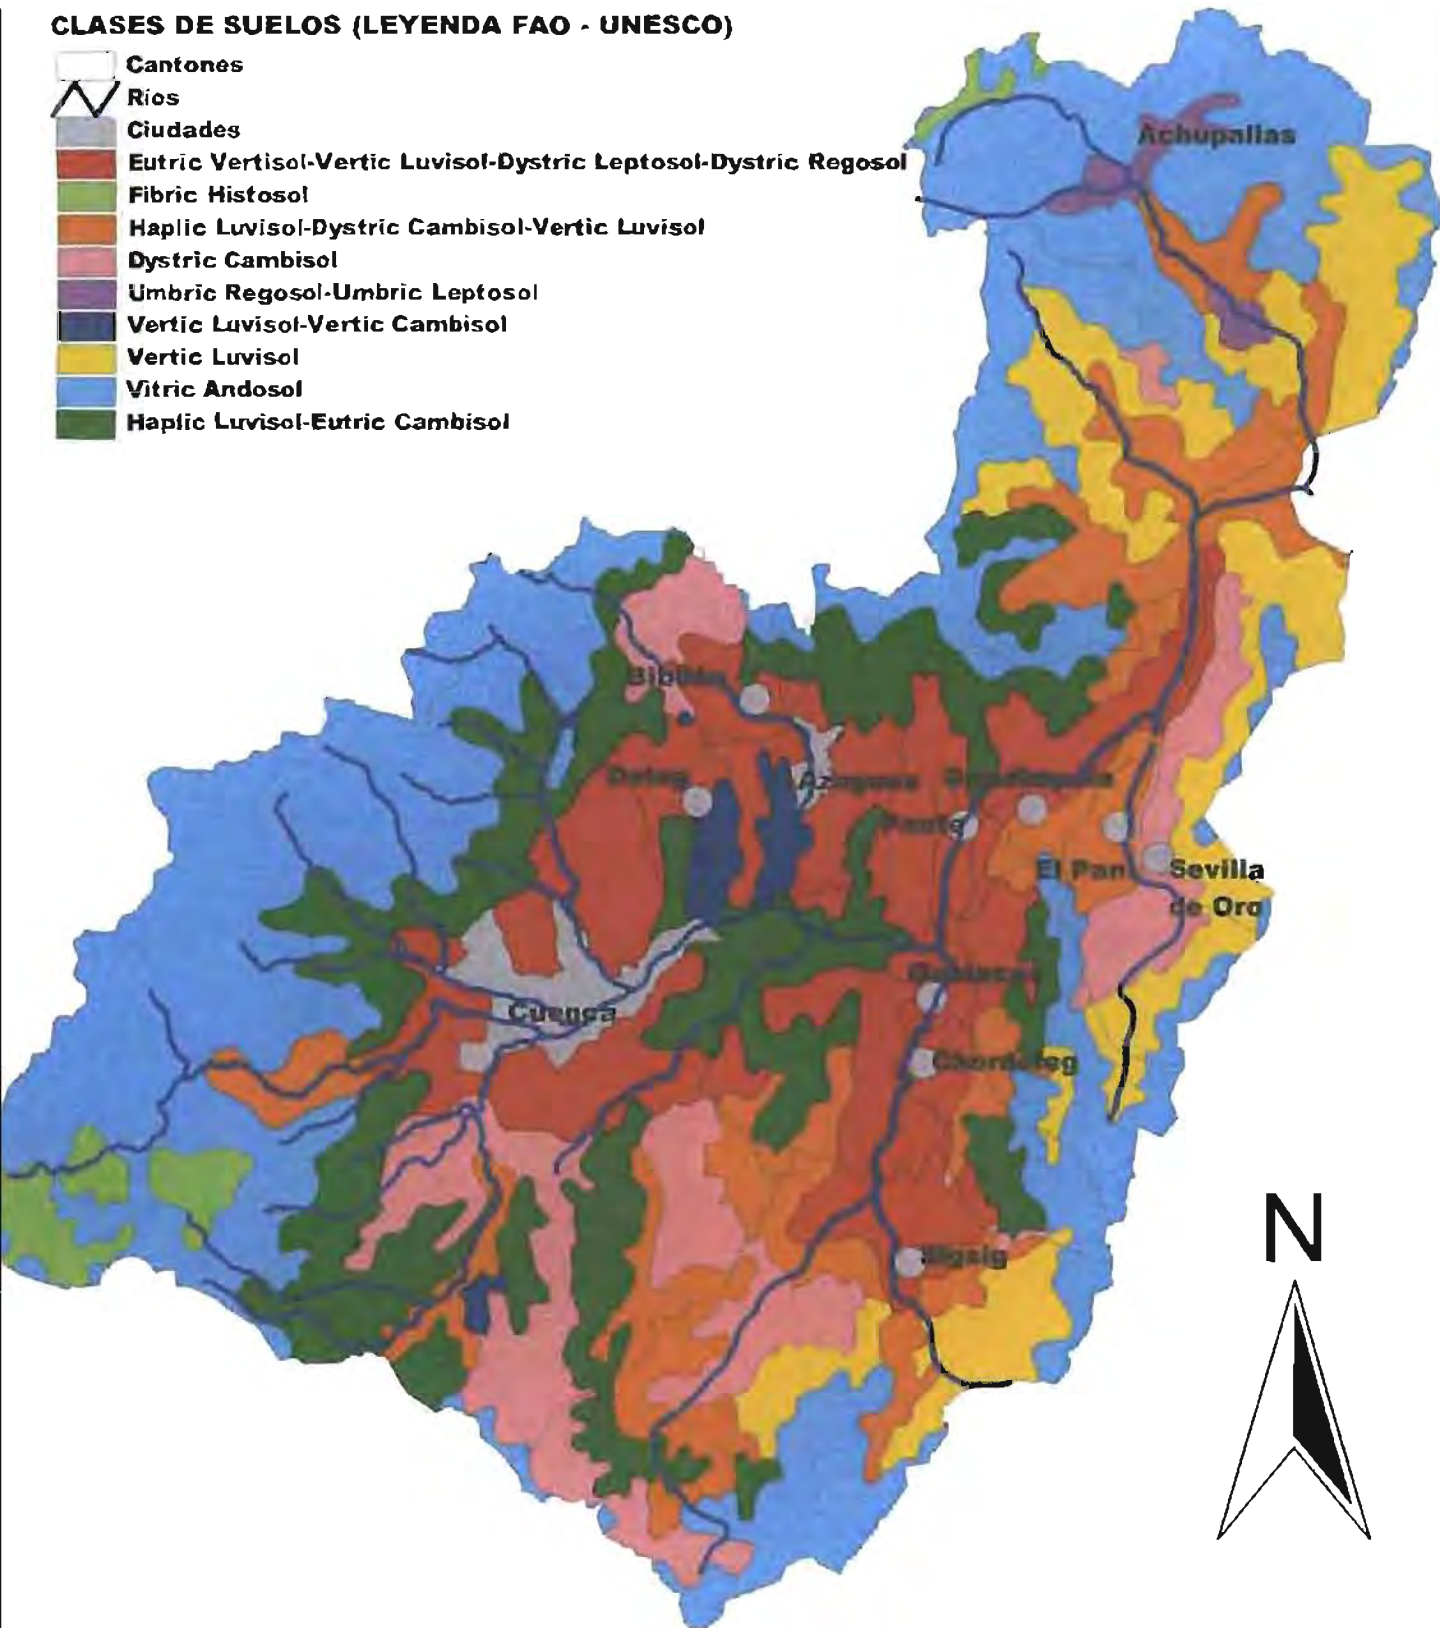 CLASES DE SUELOS (LEYENDA FAO - UNESCO)
Cantones
Ríos
Ciudades
Eutric Vertisol-Vertic Luvisol-Dystric Leptosol-Dystric Regosol
Fibric Histosol
Haplic Luvisol-Dystric Cambisol-Vertic Luvisol
Dystric Cambisol
Umbric Regosol-Umbric Leptosol
Vertic Luvisol-Vertic Cambisol
Vertic Luvisol
Vitric Andosol
Haplic Luvisol-Eutric Cambisol
Achupallas
Biblián
Deleg
Azogues
Guachapala
Paute
El Pan
Sevilla
de Oro
Gualaceo
Cuenca
Chordeleg
Sigsig
N